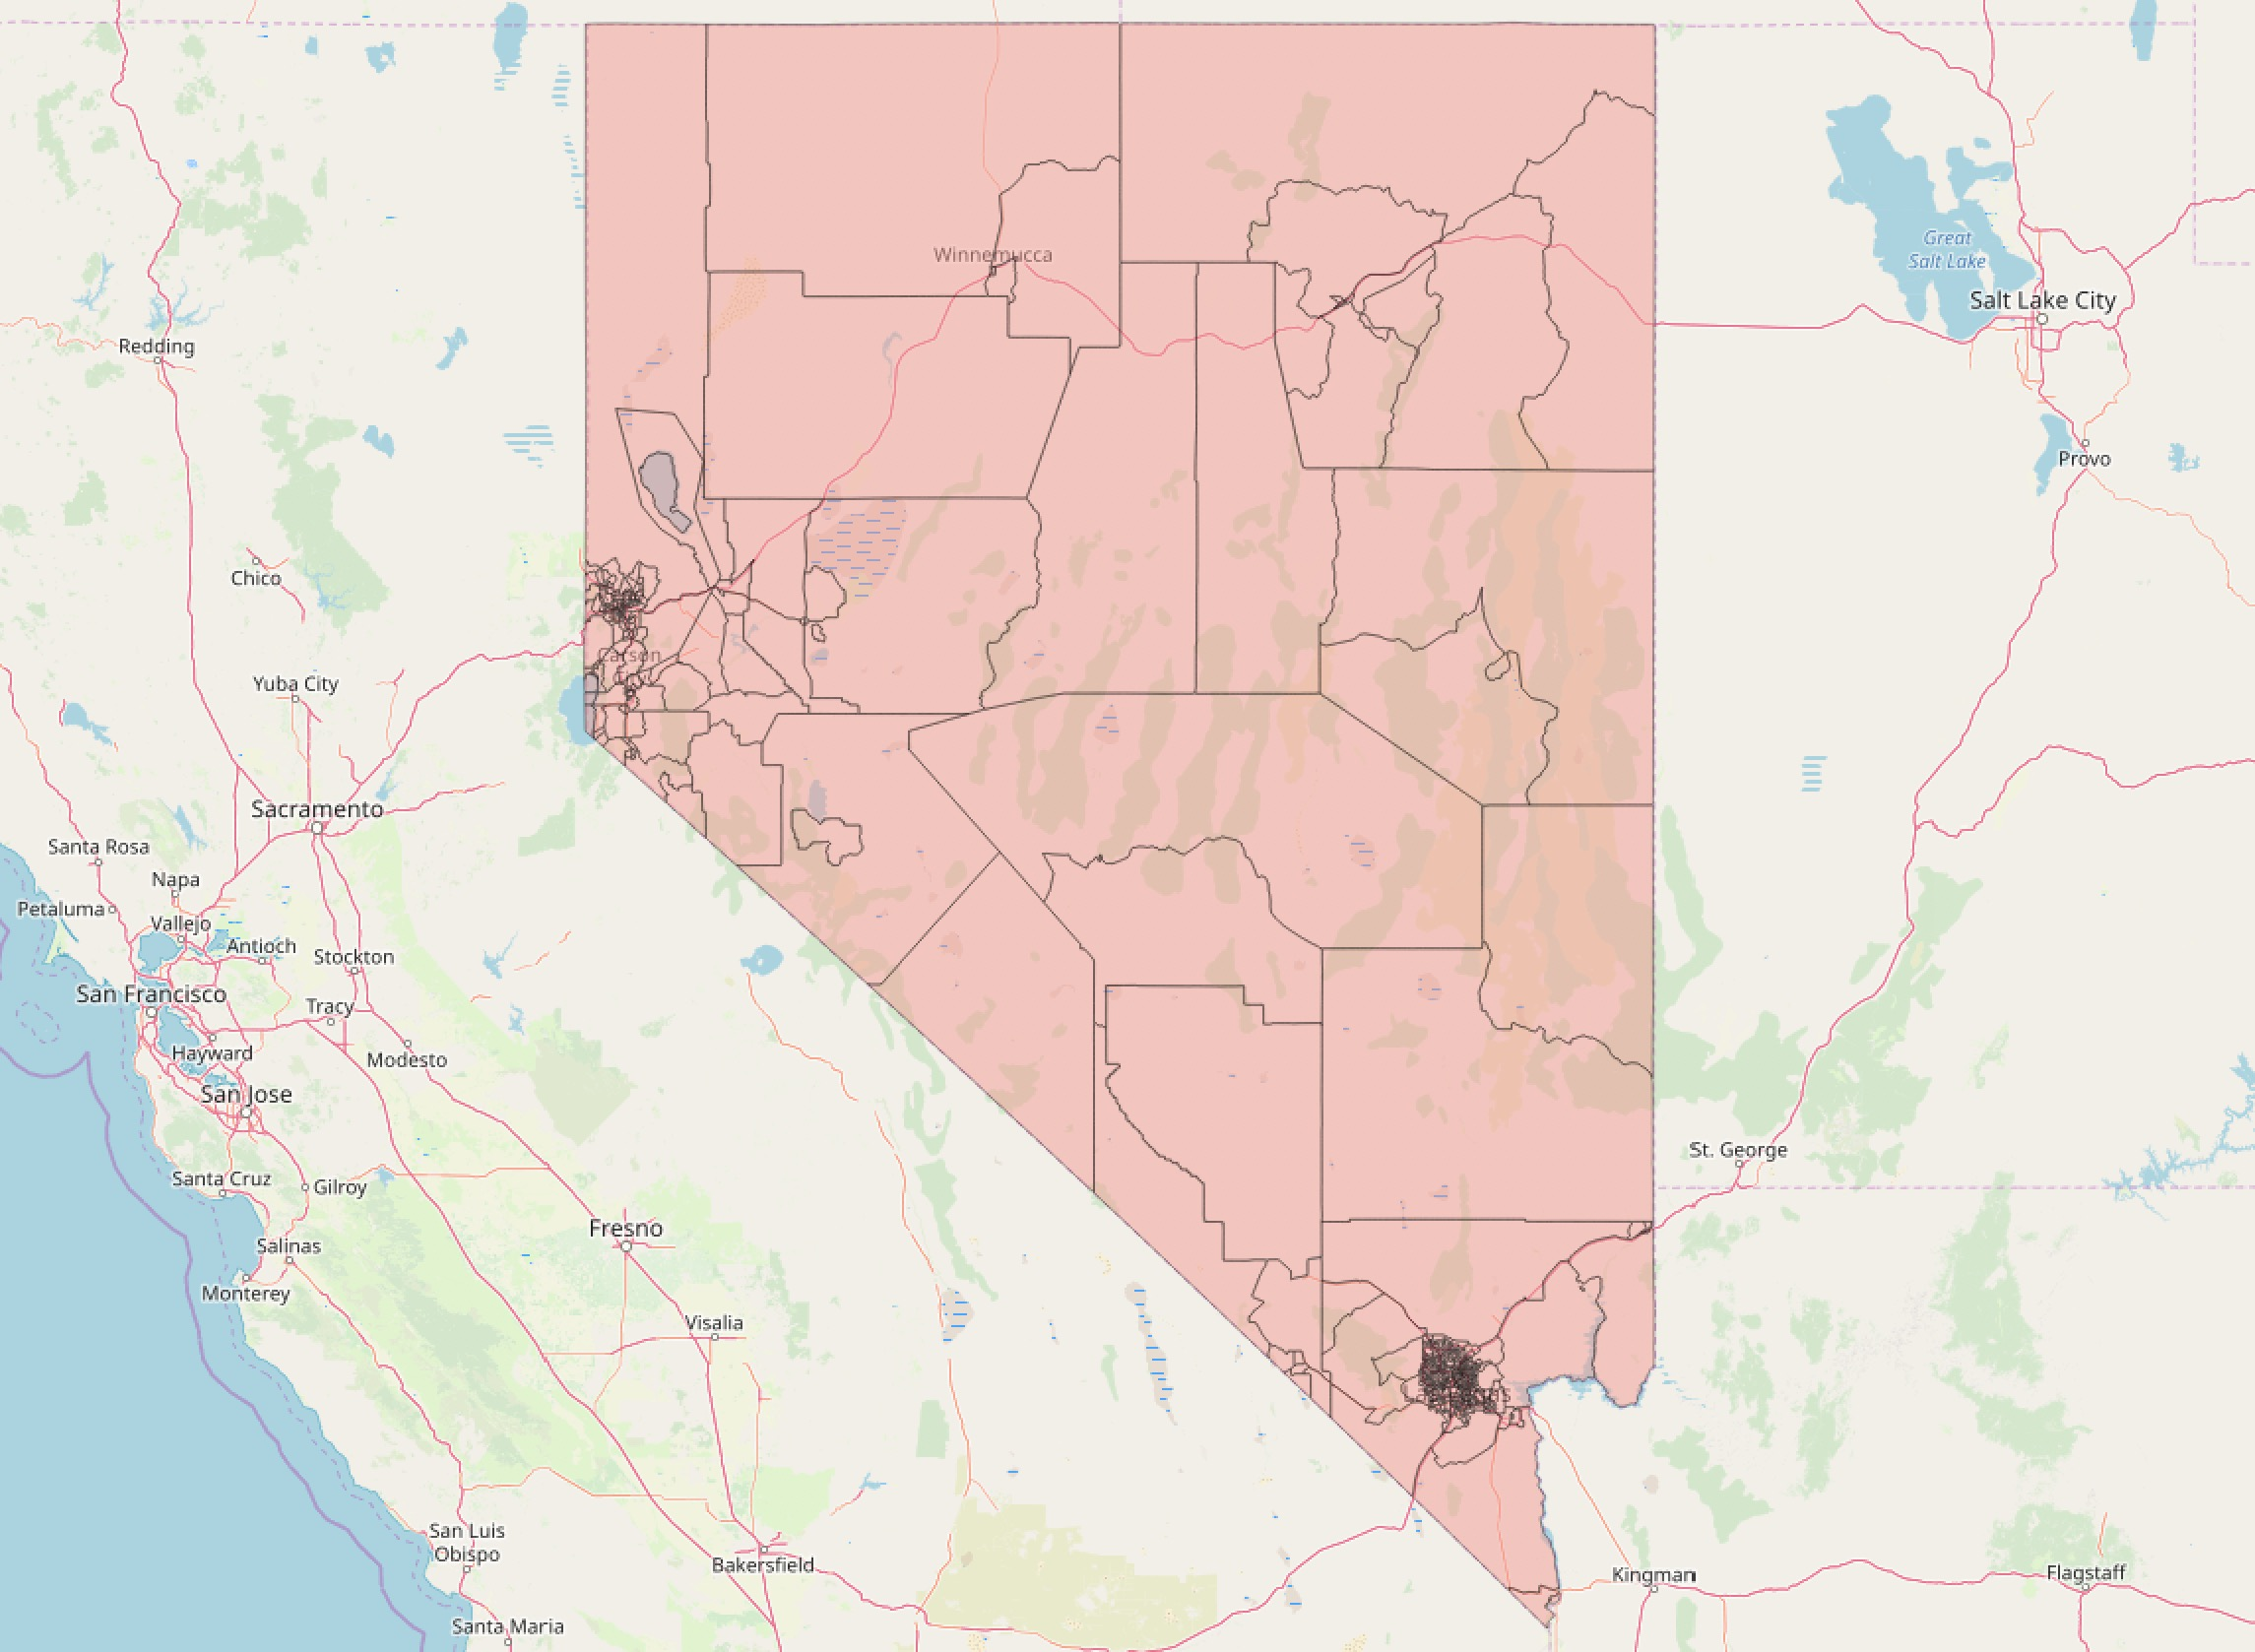 Winnemucca
Great
Salt Lake
Salt Lake City
Redding
Provo
Chico
Carson
Yuba City
Sacramento
Santa Rosa
Napa
Petaluma
Vallejo
Antioch
Stockton
San Francisco
Tracy
Hayward
Modesto
San Jose
St. George
Santa Cruz
Gilroy
Fresno
Salinas
Monterey
Visalia
San Luis
Obispo
Bakersfield
Kingman
Flagstaff
Santa Maria